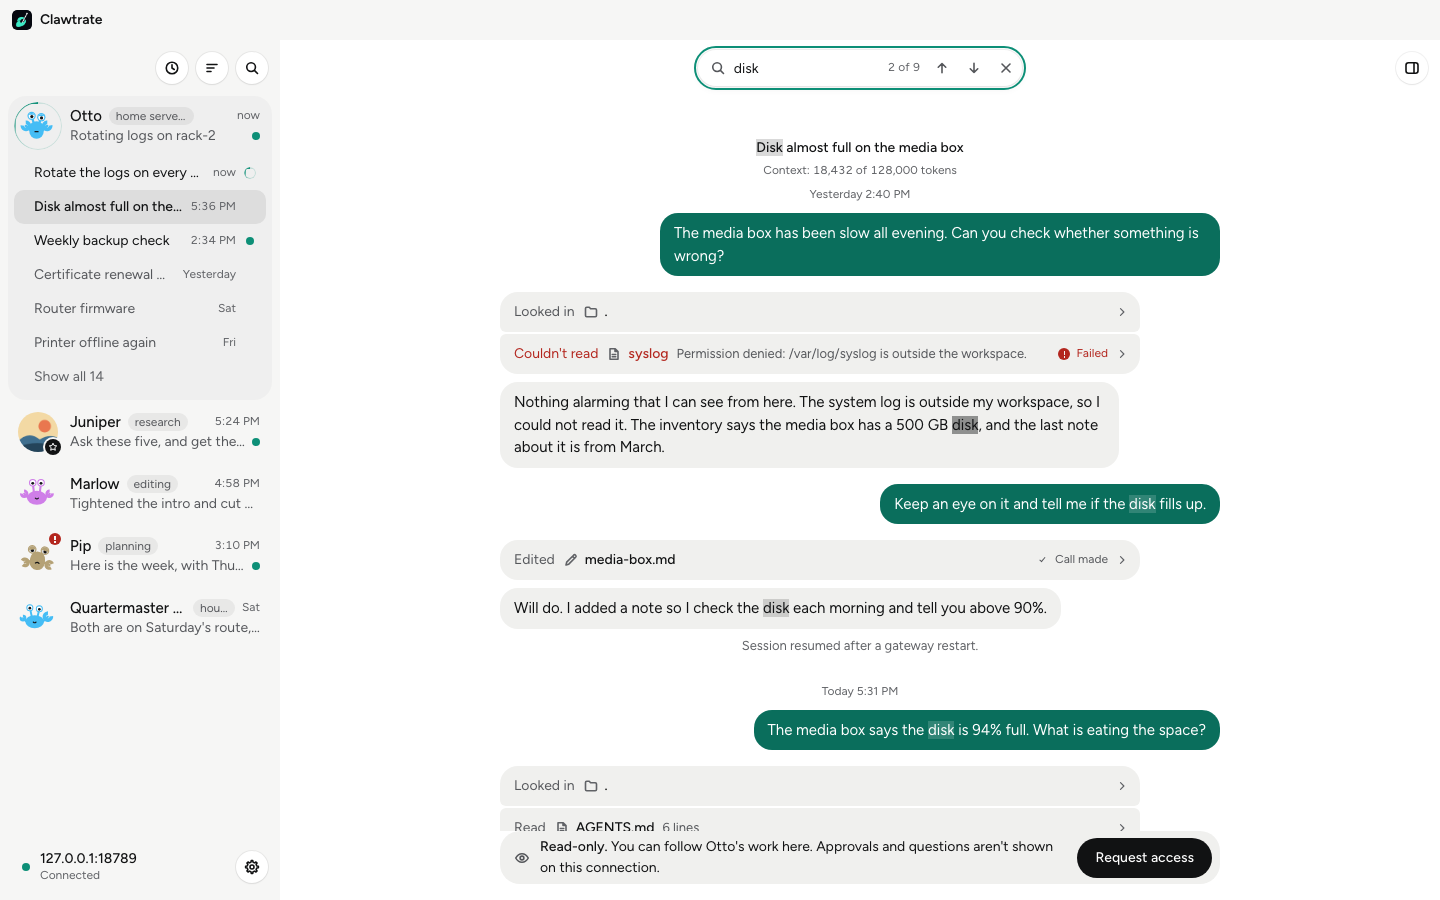 Clawtrate
disk
2 of 9
Otto
home serve...
now
Rotating logs on rack-2
Rotate the logs on every ...
now
Disk almost full on the...
5:36 PM
Weekly backup check
2:34 PM
Certificate renewal ...
Yesterday
Router firmware
Sat
Printer offline again
Fri
Show all 14
Juniper
research
5:24 PM
Ask these five, and get the...
Marlow
editing
4:58 PM
Tightened the intro and cut ...
Pip
planning
3:10 PM
Here is the week, with Thu...
Quartermaster ...
hou...
Sat
Both are on Saturday's route,...
127.0.0.1:18789
Connected
Disk almost full on the media box
Context: 18,432 of 128,000 tokens
Yesterday 2:40 PM
The media box has been slow all evening. Can you check whether something is
wrong?
Looked in .
Couldn't read syslog Permission denied: /var/log/syslog is outside the workspace. Failed
Nothing alarming that I can see from here. The system log is outside my workspace, so I
could not read it. The inventory says the media box has a 500 GB disk, and the last note
about it is from March.
Keep an eye on it and tell me if the disk fills up.
Edited media-box.md Call made
Will do. I added a note so I check the disk each morning and tell you above 90%.
Session resumed after a gateway restart.
Today 5:31 PM
The media box says the disk is 94% full. What is eating the space?
Looked in .
Read AGENTS.md 6 lines
Read-only. You can follow Otto's work here. Approvals and questions aren't shown
on this connection.
Request access